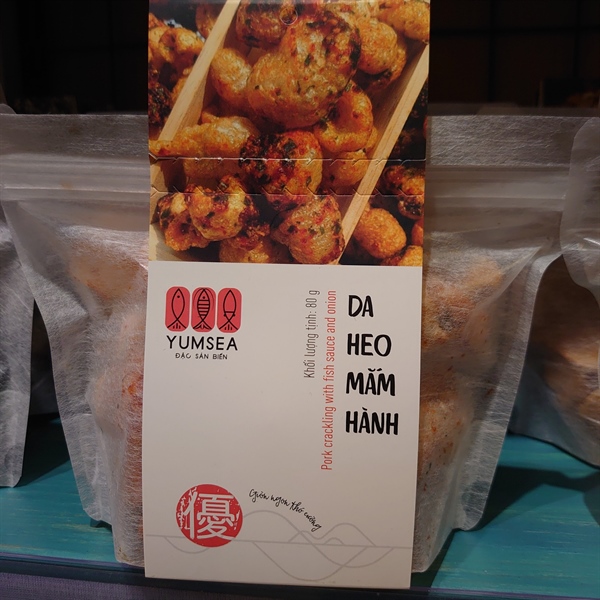 YUMSEA
ĐẶC SẢN BIỂN
Khối lượng tịnh: 80 g
Pork crackling with fish sauce and onion
DA
HEO
MẮM
HÀNH
優
Giòn ngon khó cưỡng